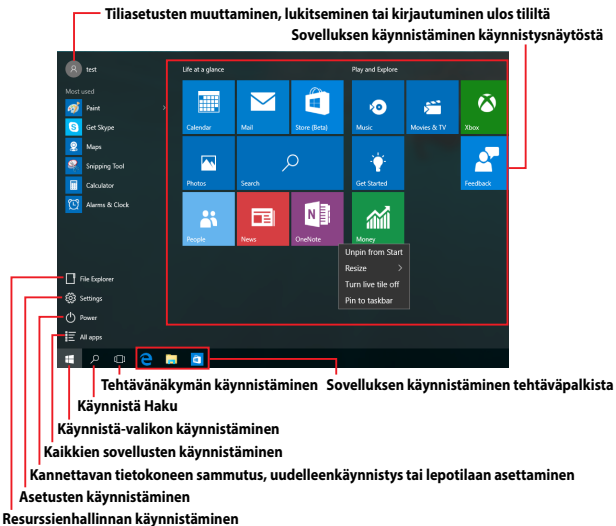 Tiliasetusten muuttaminen, lukitseminen tai kirjautuminen ulos tililtä
Sovelluksen käynnistäminen käynnistysnäytöstä
test
Life at a glance
Play and Explore
Most used
Paint
Get Skype
Maps
Snipping Tool
Calculator
Alarms & Clock
Calendar
Mail
Store (Beta)
Music
Movies & TV
Xbox
Photos
Search
Get Started
Feedback
People
News
OneNote
Money
Unpin from Start
Resize
Turn live tile off
Pin to taskbar
File Explorer
Settings
Power
All apps
Tehtävänäkymän käynnistäminen
Sovelluksen käynnistäminen tehtäväpalkista
Käynnistä Haku
Käynnistä-valikon käynnistäminen
Kaikkien sovellusten käynnistäminen
Kannettavan tietokoneen sammutus, uudelleenkäynnistys tai lepotilaan asettaminen
Asetusten käynnistäminen
Resurssienhallinnan käynnistäminen